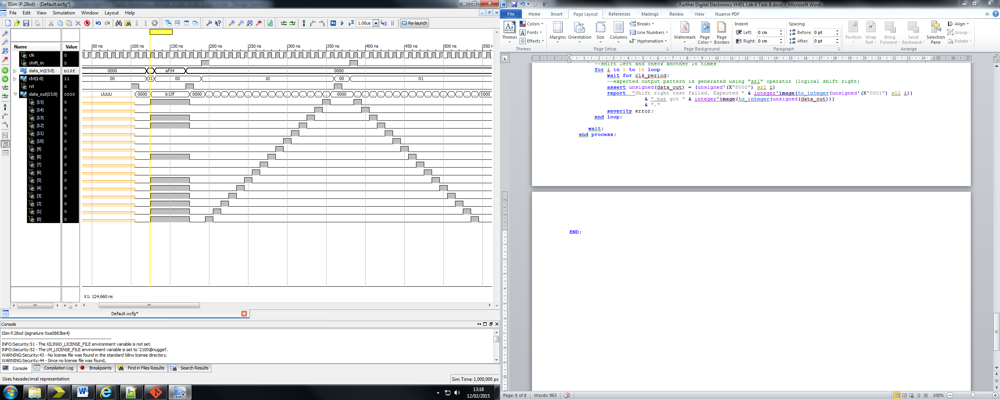 ISim (P.28xd) - [Default.wcfg*]
File Edit View Simulation Window Layout Help
1.00us Re-launch
124.660 ns
50 ns 100 ns 150 ns 200 ns 250 ns 300 ns 350 ns 400 ns 450 ns 500 ns 550 n
Name Value
clk 0
shift_in 0
data_in[15:0] b13f 0000 af34 0000
ctrl[1:0] 11 00 11 00 10 00 01
rst 0
data_out[15:0] 0000 UUUU 0000 b13f 0000 ... ... ... ... ... ... ... ... ... ... ... ... ... ... ... ... 0000 ... ... ... ... ... ... ... ... ... ... ... ... ... ... ... ... 0000
[15] 0
[14] 0
[13] 0
[12] 0
[11] 0
[10] 0
[9] 0
[8] 0
[7] 0
[6] 0
[5] 0
[4] 0
[3] 0
[2] 0
[1] 0
[0] 0
X1: 124.660 ns
Default.wcfg*
Console
ISim P.28xd (signature 0xa0883be4)
----------------------------------------------------------------------
INFO:Security:51 - The XILINXD_LICENSE_FILE environment variable is not set.
INFO:Security:52 - The LM_LICENSE_FILE environment variable is set to '2100@nugget'.
WARNING:Security:43 - No license file was found in the standard Xilinx license directory.
WARNING:Security:44 - Since no license file was found,
Console Compilation Log Breakpoints Find in Files Results Search Results
Uses hexadecimal representation
Sim Time: 1,000,000 ps
13:18
12/02/2015
Further Digital Electronics VHDL Lab 4 Task B.docx - Microsoft Word
File Home Insert Page Layout References Mailings Review View Nuance PDF
Themes Colors Fonts Effects
Themes
Margins Orientation Size Columns Breaks Line Numbers Hyphenation
Page Setup
Watermark Page Color Page Borders
Page Background
Indent Spacing
Left: 0 cm Before: 0 pt
Right: 0 cm After: 0 pt
Paragraph
Position Wrap Text Bring Forward Send Backward Selection Pane Align Group Rotate
Arrange
--shift left and check another 16 times
for i in 1 to 16 loop
wait for clk_period;
--expected output pattern is generated using "srl" operator (logical shift right)
assert unsigned(data_out) = (unsigned'(X"8000") srl i)
report "Shift right test failed. Expected " & integer'image(to_integer(unsigned'(X"0001") sll i))
& " but got " & integer'image(to_integer(unsigned(data_out)))
& "."
severity error;
end loop;
wait;
end process;
END;
Page: 8 of 8 Words: 963 100%